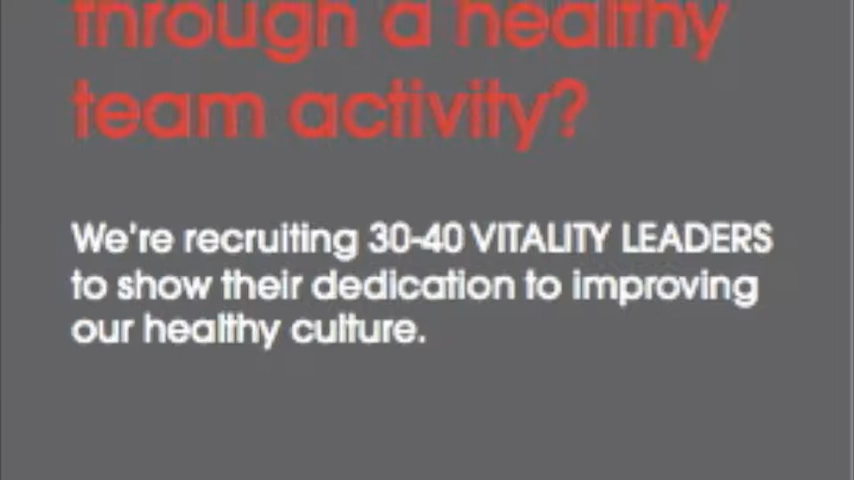 through a healthy
team activity?
We're recruiting 30-40 VITALITY LEADERS
to show their dedication to improving
our healthy culture.